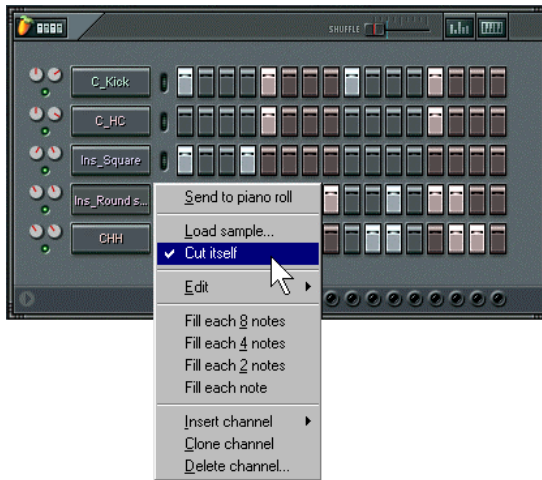 SHUFFLE
C_Kick
C_HC
Ins_Square
Ins_Round s...
CHH
Send to piano roll
Load sample...
Cut itself
Edit
Fill each 8 notes
Fill each 4 notes
Fill each 2 notes
Fill each note
Insert channel
Clone channel
Delete channel...